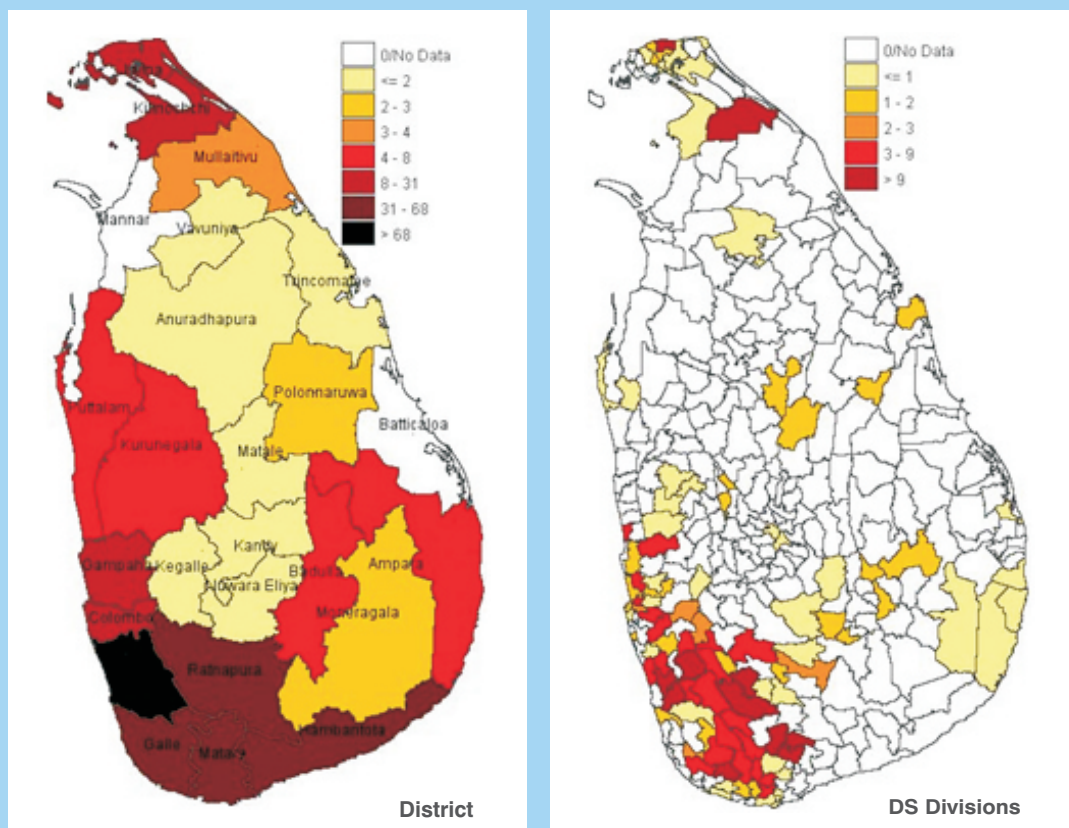 0/No Data
<= 2
2 - 3
3 - 4
4 - 8
8 - 31
31 - 68
> 68
Kilinochchi
Mullaitivu
Mannar
Vavuniya
Trincomalee
Anuradhapura
Polonnaruwa
Puttalam
Batticaloa
Kurunegala
Matale
Kandy
Gampaha
Kegalle
Ampara
Badulla
Nuwara Eliya
Moneragala
Colombo
Ratnapura
Hambantota
Galle
Matara
District
0/No Data
<= 1
1 - 2
2 - 3
3 - 9
> 9
DS Divisions